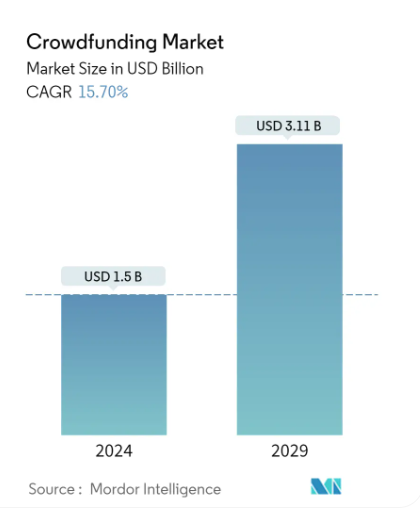 Crowdfunding Market
Market Size in USD Billion
CAGR 15.70%
USD 3.11 B
USD 1.5 B
2024
2029
Source : Mordor Intelligence